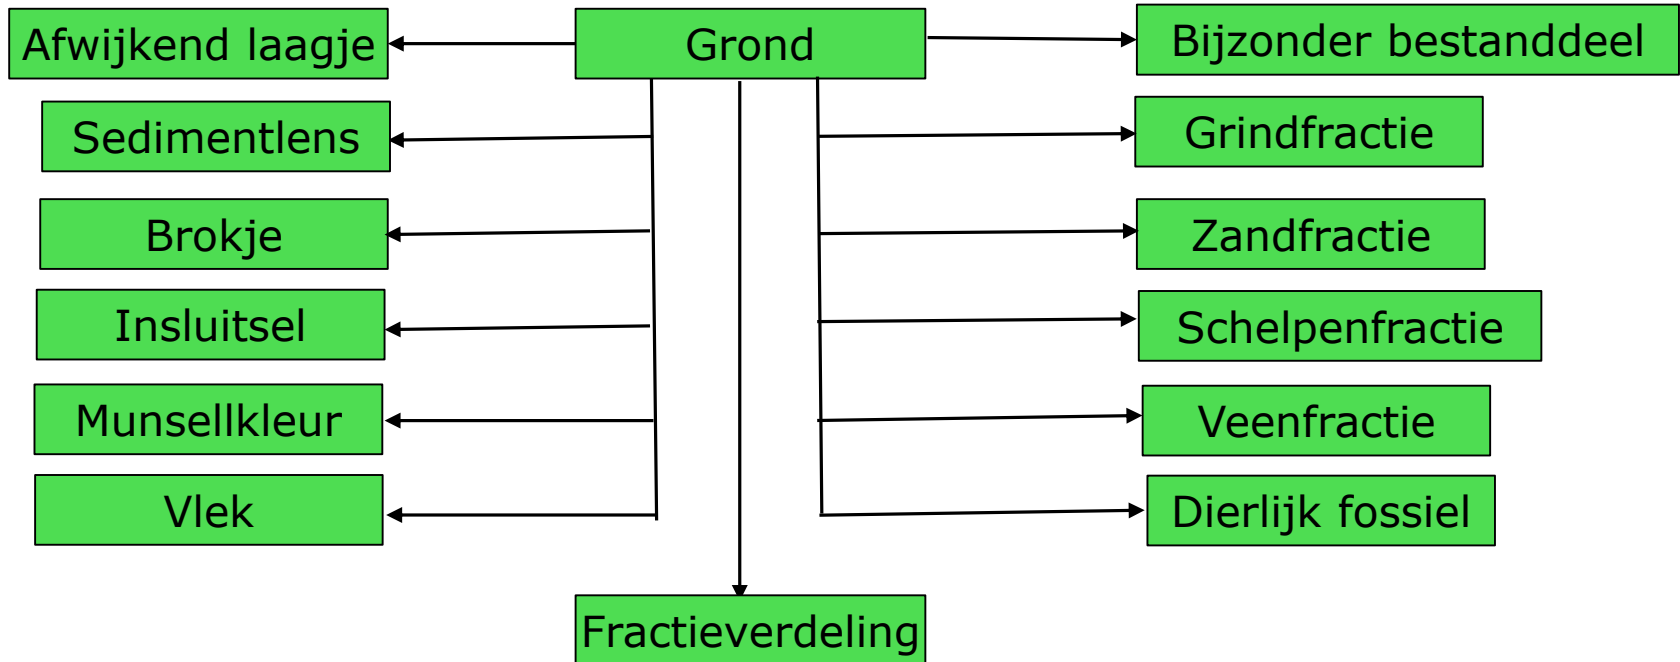 Afwijkend laagje
Grond
Bijzonder bestanddeel
Sedimentlens
Grindfractie
Brokje
Zandfractie
Insluitsel
Schelpenfractie
Munsellkleur
Veenfractie
Vlek
Dierlijk fossiel
Fractieverdeling